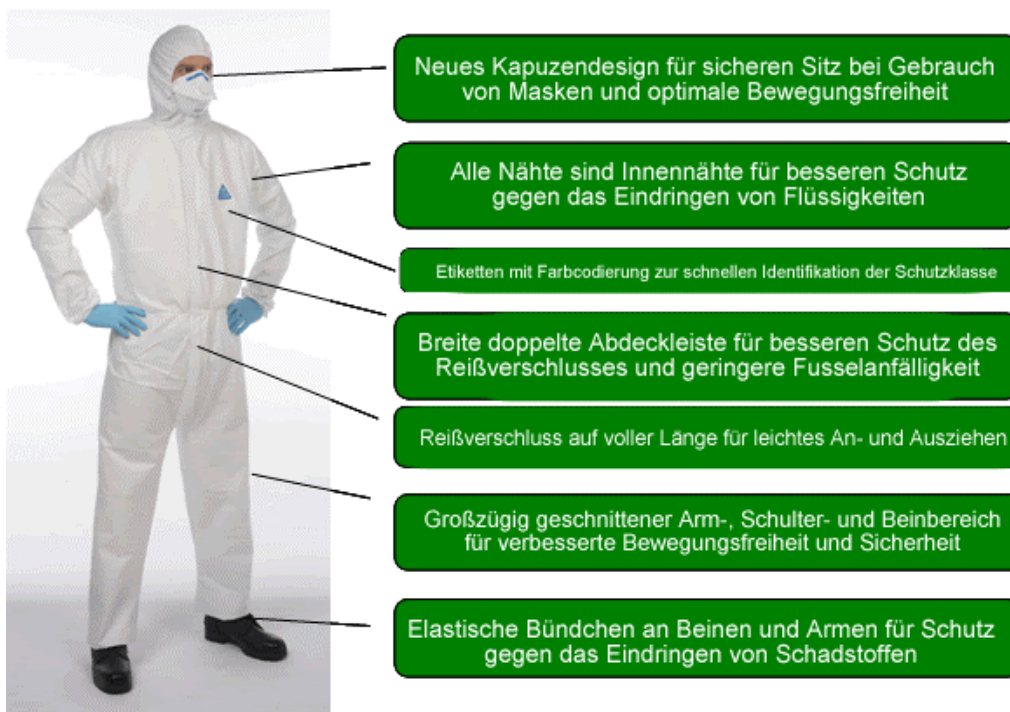 Neues Kapuzendesign für sicheren Sitz bei Gebrauch
von Masken und optimale Bewegungsfreiheit
Alle Nähte sind Innennähte für besseren Schutz
gegen das Eindringen von Flüssigkeiten
Etiketten mit Farbcodierung zur schnellen Identifikation der Schutzklasse
Breite doppelte Abdeckleiste für besseren Schutz des
Reißverschlusses und geringere Fusselanfälligkeit
Reißverschluss auf voller Länge für leichtes An- und Ausziehen
Großzügig geschnittener Arm-, Schulter- und Beinbereich
für verbesserte Bewegungsfreiheit und Sicherheit
Elastische Bündchen an Beinen und Armen für Schutz
gegen das Eindringen von Schadstoffen